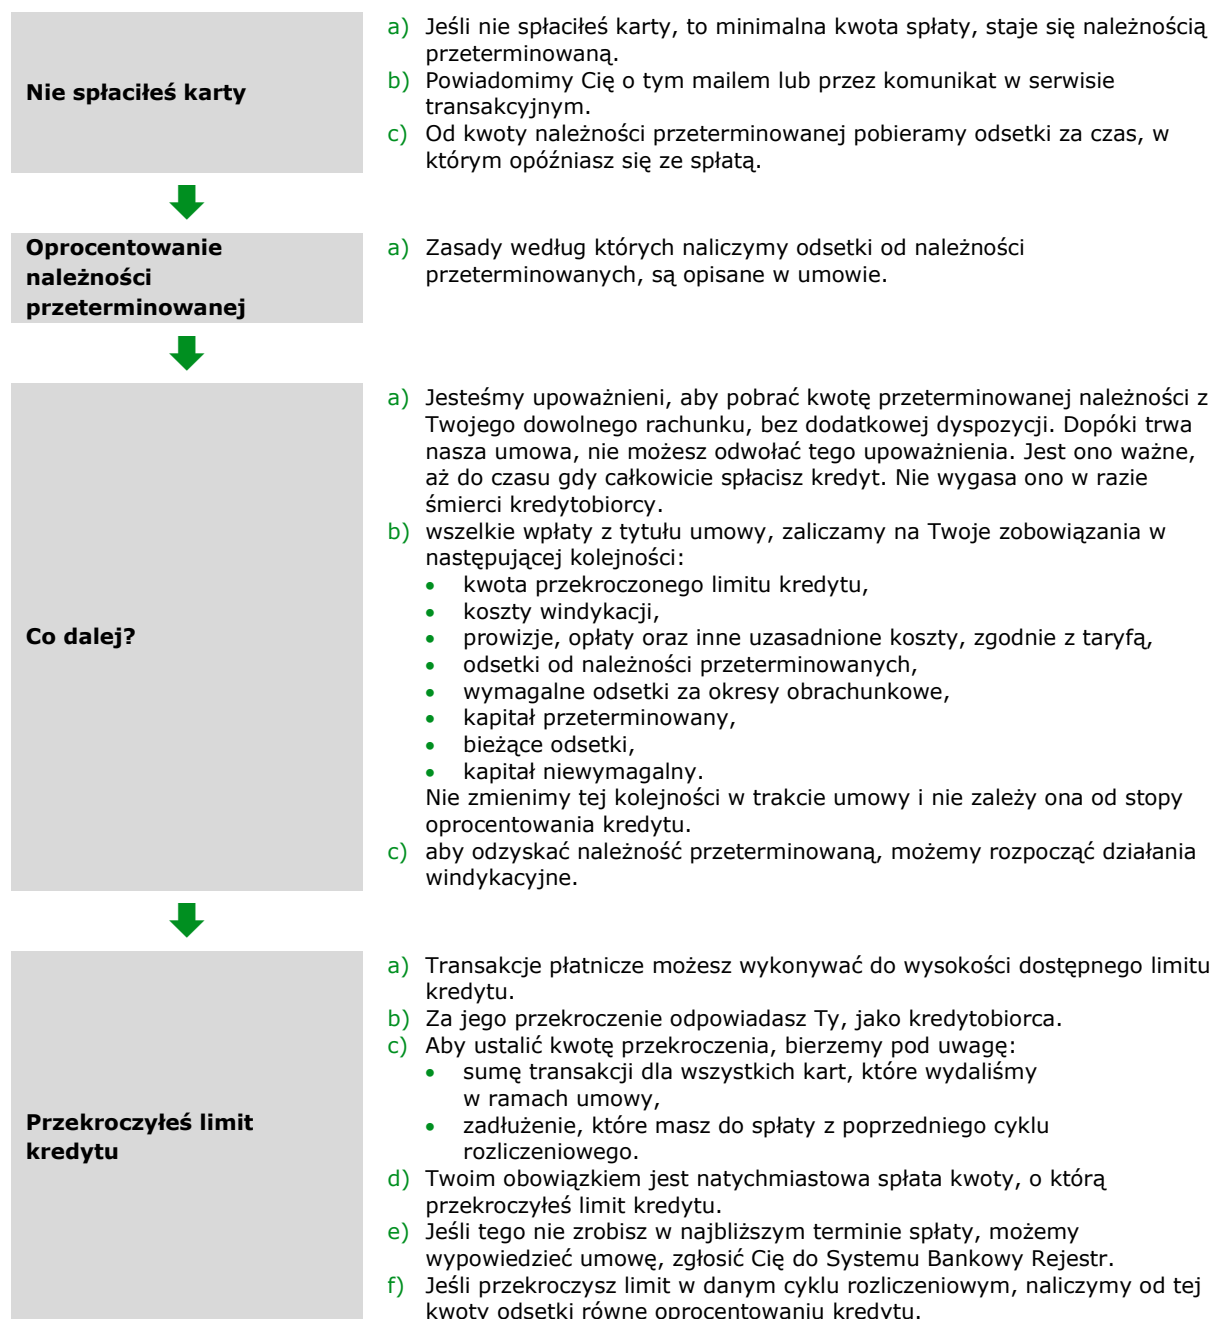 Nie spłaciłeś karty
a) Jeśli nie spłaciłeś karty, to minimalna kwota spłaty, staje się należnością
przeterminowaną.
b) Powiadomimy Cię o tym mailem lub przez komunikat w serwisie
transakcyjnym.
c) Od kwoty należności przeterminowanej pobieramy odsetki za czas, w
którym opóźniasz się ze spłatą.
Oprocentowanie
należności
przeterminowanej
a) Zasady według których naliczymy odsetki od należności
przeterminowanych, są opisane w umowie.
Co dalej?
a) Jesteśmy upoważnieni, aby pobrać kwotę przeterminowanej należności z
Twojego dowolnego rachunku, bez dodatkowej dyspozycji. Dopóki trwa
nasza umowa, nie możesz odwołać tego upoważnienia. Jest ono ważne,
aż do czasu gdy całkowicie spłacisz kredyt. Nie wygasa ono w razie
śmierci kredytobiorcy.
b) wszelkie wpłaty z tytułu umowy, zaliczamy na Twoje zobowiązania w
następującej kolejności:
• kwota przekroczonego limitu kredytu,
• koszty windykacji,
• prowizje, opłaty oraz inne uzasadnione koszty, zgodnie z taryfą,
• odsetki od należności przeterminowanych,
• wymagalne odsetki za okresy obrachunkowe,
• kapitał przeterminowany,
• bieżące odsetki,
• kapitał niewymagalny.
Nie zmienimy tej kolejności w trakcie umowy i nie zależy ona od stopy
oprocentowania kredytu.
c) aby odzyskać należność przeterminowaną, możemy rozpocząć działania
windykacyjne.
Przekroczyłeś limit
kredytu
a) Transakcje płatnicze możesz wykonywać do wysokości dostępnego limitu
kredytu.
b) Za jego przekroczenie odpowiadasz Ty, jako kredytobiorca.
c) Aby ustalić kwotę przekroczenia, bierzemy pod uwagę:
• sumę transakcji dla wszystkich kart, które wydaliśmy
w ramach umowy,
• zadłużenie, które masz do spłaty z poprzedniego cyklu
rozliczeniowego.
d) Twoim obowiązkiem jest natychmiastowa spłata kwoty, o którą
przekroczyłeś limit kredytu.
e) Jeśli tego nie zrobisz w najbliższym terminie spłaty, możemy
wypowiedzieć umowę, zgłosić Cię do Systemu Bankowy Rejestr.
f) Jeśli przekroczysz limit w danym cyklu rozliczeniowym, naliczymy od tej
kwoty odsetki równe oprocentowaniu kredytu.